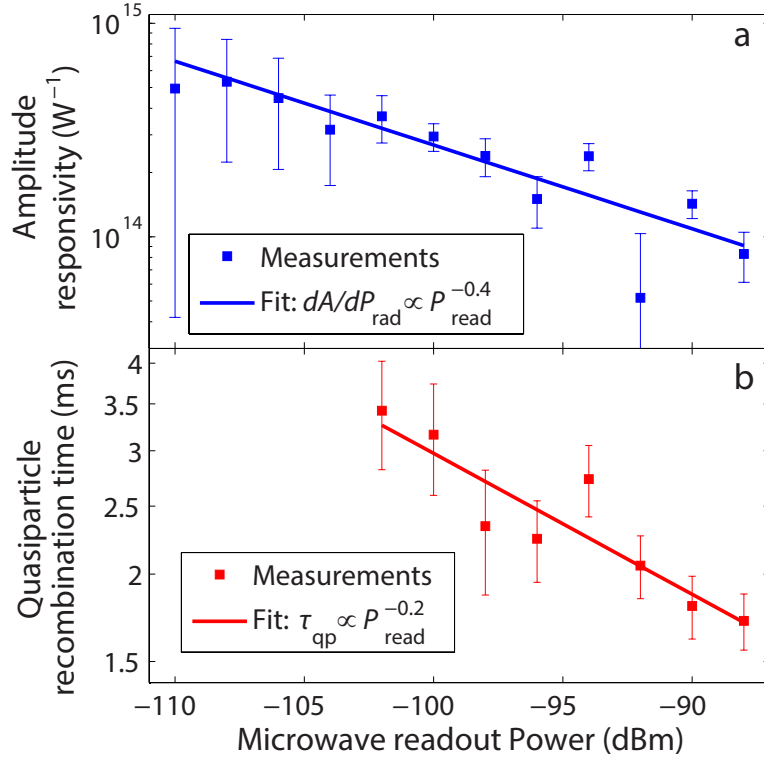 10^15
a
Amplitude
responsivity (W^−1)
10^14
Measurements
Fit: dA/dP_rad ∝ P_read^−0.4
4
b
3.5
3
2.5
2
1.5
Quasiparticle
recombination time (ms)
Measurements
Fit: τ_qp ∝ P_read^−0.2
−110 −105 −100 −95 −90
Microwave readout Power (dBm)